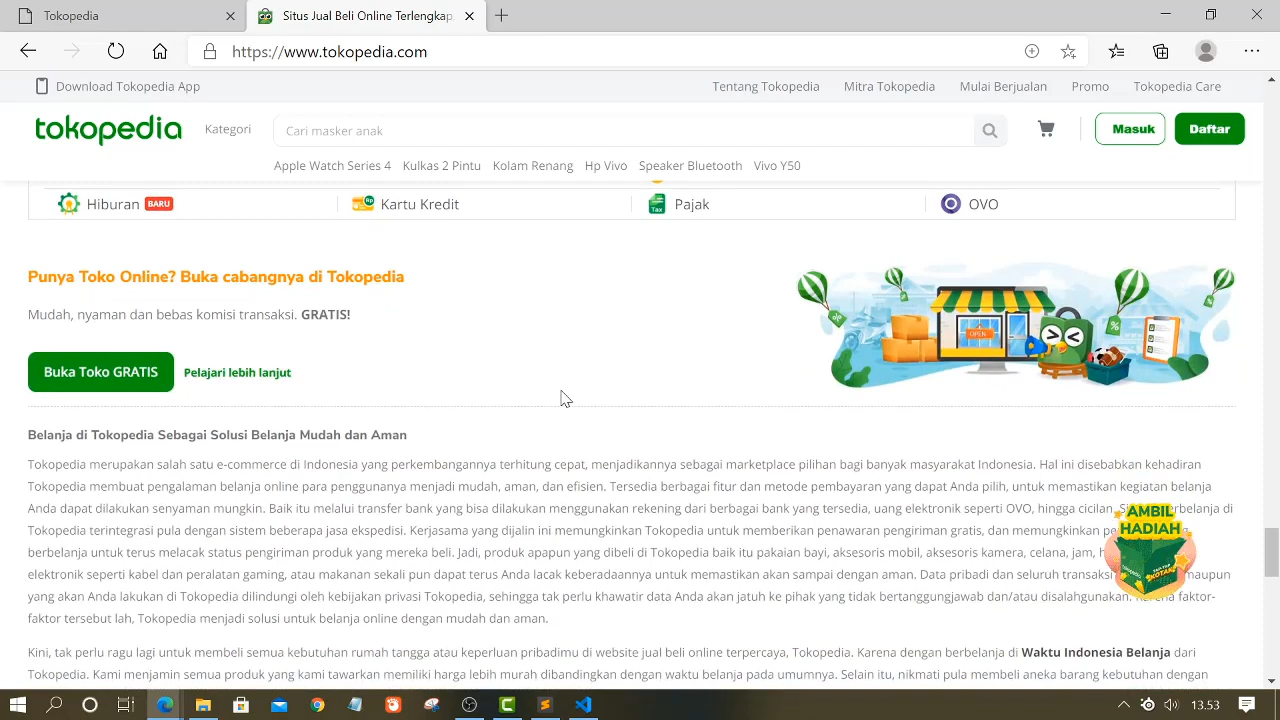 Tokopedia
Situs Jual Beli Online Terlengkap,
https://www.tokopedia.com
Download Tokopedia App
Tentang Tokopedia
Mitra Tokopedia
Mulai Berjualan
Promo
Tokopedia Care
tokopedia
Kategori
Cari masker anak
Masuk
Daftar
Apple Watch Series 4
Kulkas 2 Pintu
Kolam Renang
Hp Vivo
Speaker Bluetooth
Vivo Y50
Hiburan BARU
Kartu Kredit
Tax
Pajak
OVO
Punya Toko Online? Buka cabangnya di Tokopedia
Mudah, nyaman dan bebas komisi transaksi. GRATIS!
OPEN
Buka Toko GRATIS
Pelajari lebih lanjut
Belanja di Tokopedia Sebagai Solusi Belanja Mudah dan Aman
Tokopedia merupakan salah satu e-commerce di Indonesia yang perkembangannya terhitung cepat, menjadikannya sebagai marketplace pilihan bagi banyak masyarakat Indonesia. Hal ini disebabkan kehadiran
Tokopedia membuat pengalaman belanja online para penggunanya menjadi mudah, aman, dan efisien. Tersedia berbagai fitur dan metode pembayaran yang dapat Anda pilih, untuk memastikan kegiatan belanja
Anda dapat dilakukan senyaman mungkin. Baik itu melalui transfer bank yang bisa dilakukan menggunakan rekening dari berbagai bank yang tersedia, uang elektronik seperti OVO, hingga cicilan. berbelanja di
Tokopedia terintegrasi pula dengan sistem beberapa jasa ekspedisi. Kerja sama yang dijalin ini memungkinkan Tokopedia untuk memberikan penawaran pengiriman gratis, dan memungkinkan
berbelanja untuk terus melacak status pengiriman produk yang mereka beli. Jadi, produk apapun yang dibeli di Tokopedia baik itu pakaian bayi, aksesoris mobil, aksesoris kamera, celana, jam,
elektronik seperti kabel dan peralatan gaming, atau makanan sekali pun dapat terus Anda lacak keberadaannya untuk memastikan akan sampai dengan aman. Data pribadi dan seluruh maupun
yang akan Anda lakukan di Tokopedia dilindungi oleh kebijakan privasi Tokopedia, sehingga tak perlu khawatir data Anda akan jatuh ke pihak yang tidak bertanggungjawab dan/atau disalahgunakan. Karena faktor-
faktor tersebut lah, Tokopedia menjadi solusi untuk belanja online dengan mudah dan aman.
AMBIL
HADIAH
Kini, tak perlu ragu lagi untuk membeli semua kebutuhan rumah tangga atau keperluan pribadimu di website jual beli online terpercaya, Tokopedia. Karena dengan berbelanja di Waktu Indonesia Belanja dari
Tokopedia. Kami menjamin semua produk yang kami tawarkan memiliki harga lebih murah dibandingkan dengan waktu belanja pada umumnya. Selain itu, nikmati pula membeli aneka barang kebutuhan dengan
13.53